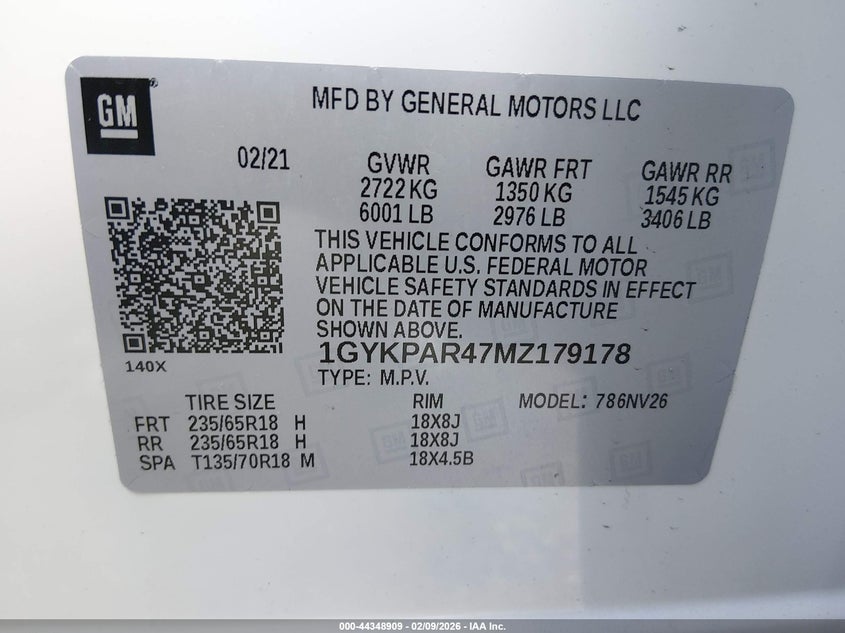 GM
MFD BY GENERAL MOTORS LLC
02/21 GVWR GAWR FRT GAWR RR
2722 KG 1350 KG 1545 KG
6001 LB 2976 LB 3406 LB
THIS VEHICLE CONFORMS TO ALL
APPLICABLE U.S. FEDERAL MOTOR
VEHICLE SAFETY STANDARDS IN EFFECT
ON THE DATE OF MANUFACTURE
SHOWN ABOVE.
1GYKPAR47MZ179178
140X
TYPE: M.P.V.
TIRE SIZE RIM MODEL: 786NV26
FRT 235/65R18 H 18X8J
RR 235/65R18 H 18X8J
SPA T135/70R18 M 18X4.5B
000-44348909 - 02/09/2026 - IAA Inc.